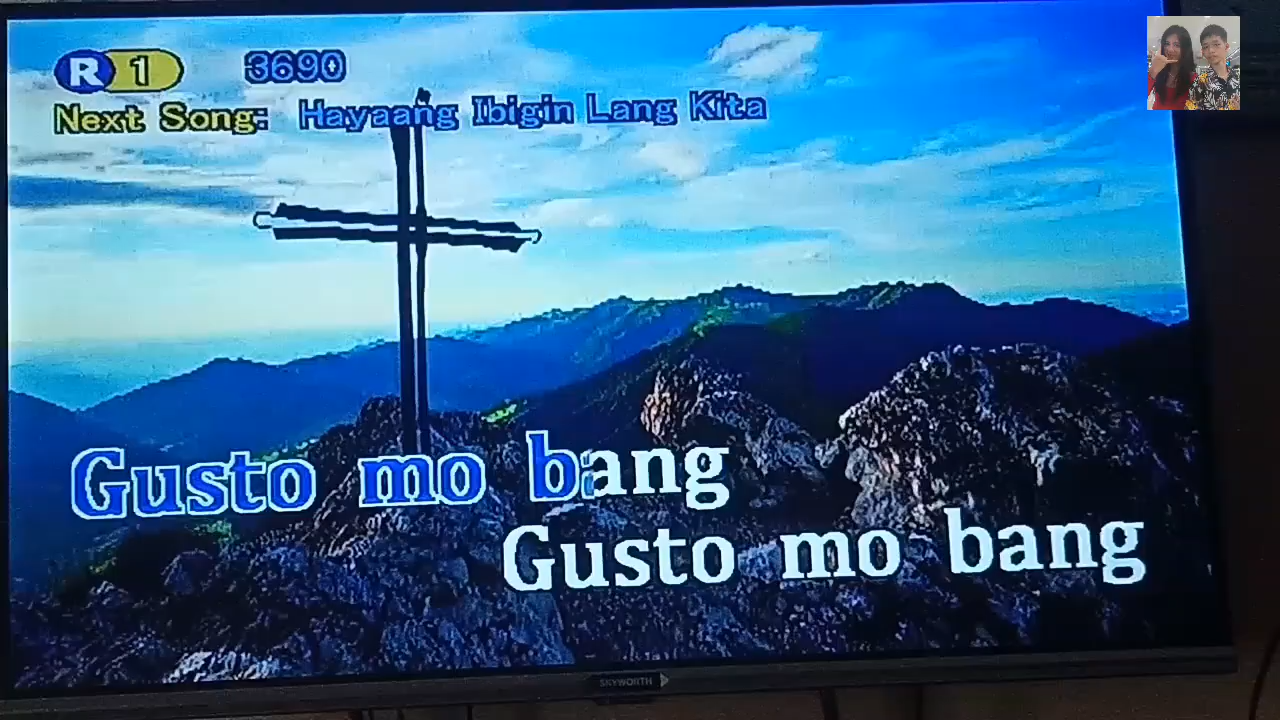 R 1 3690
Next Song: Hayaang Ibigin Lang Kita
Gusto mo bang
Gusto mo bang
SKYWORTH